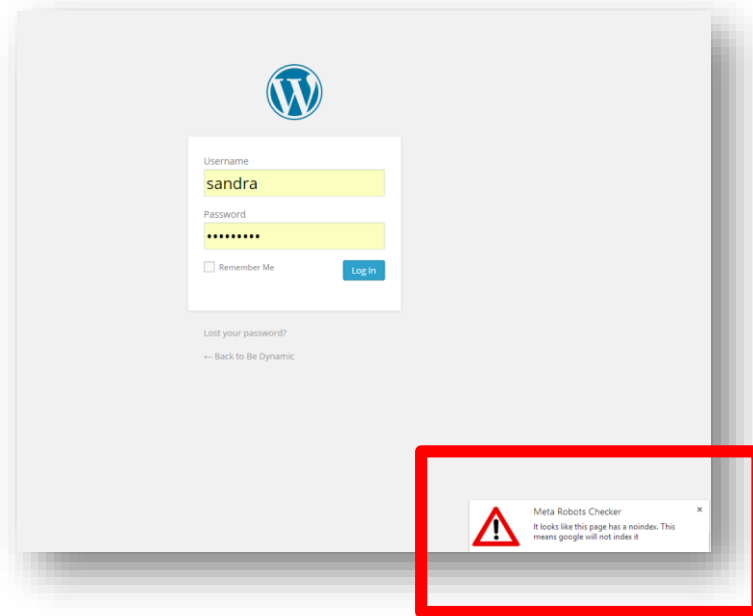 Username
sandra
Password
•••••••••
Remember Me
Log In
Lost your password?
← Back to Be Dynamic
Meta Robots Checker
×
It looks like this page has a noindex. This
means google will not index it